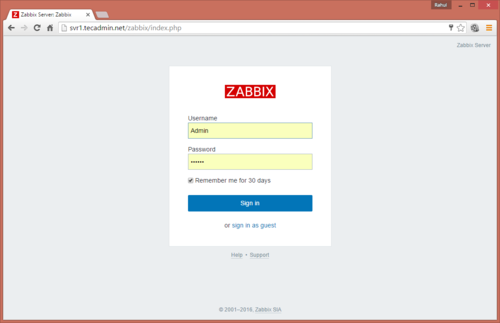 Rahul
Zabbix Server: Zabbix
svr1.tecadmin.net/zabbix/index.php
Zabbix Server
ZABBIX
Username
Admin
Password
••••••
Remember me for 30 days
Sign in
or sign in as guest
Help • Support
© 2001–2016, Zabbix SIA